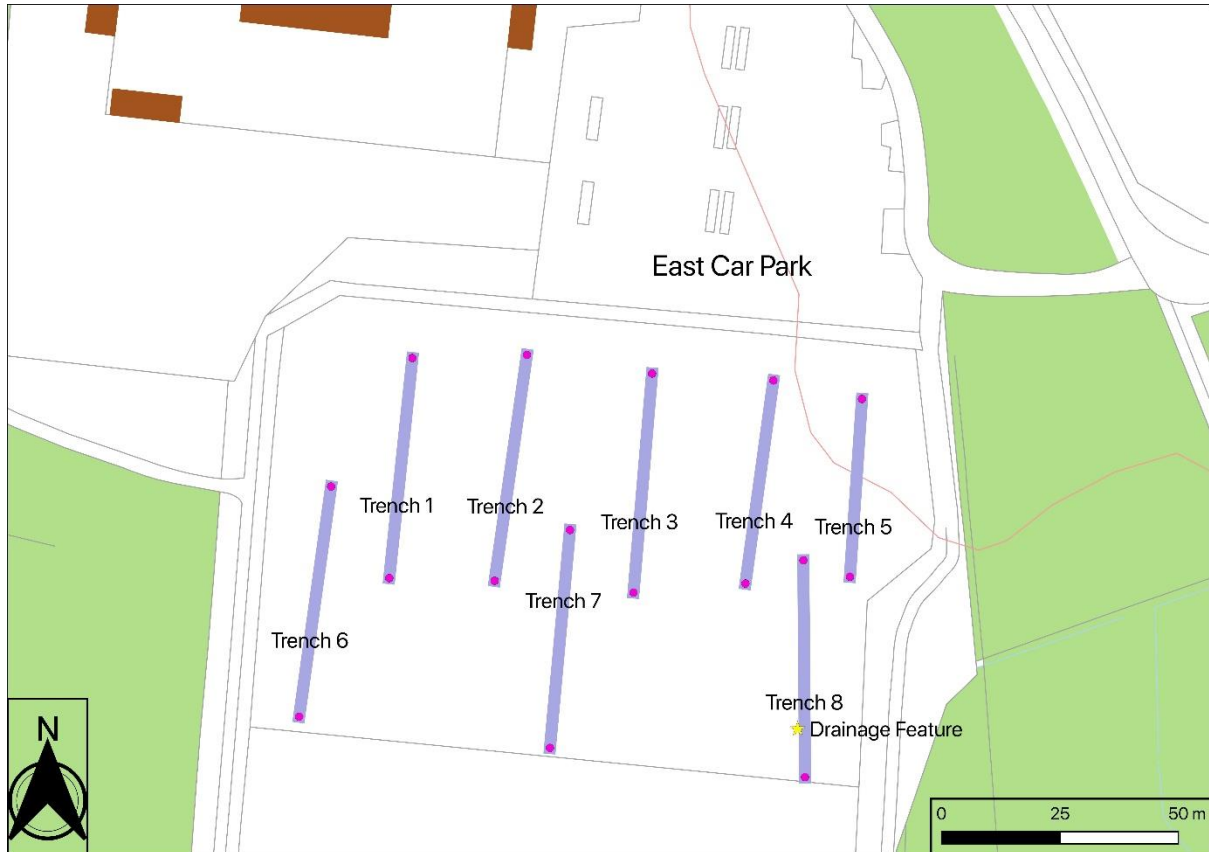 East Car Park
Trench 1
Trench 2
Trench 3
Trench 4
Trench 5
Trench 7
Trench 6
Trench 8
Drainage Feature
N
0 25 50 m